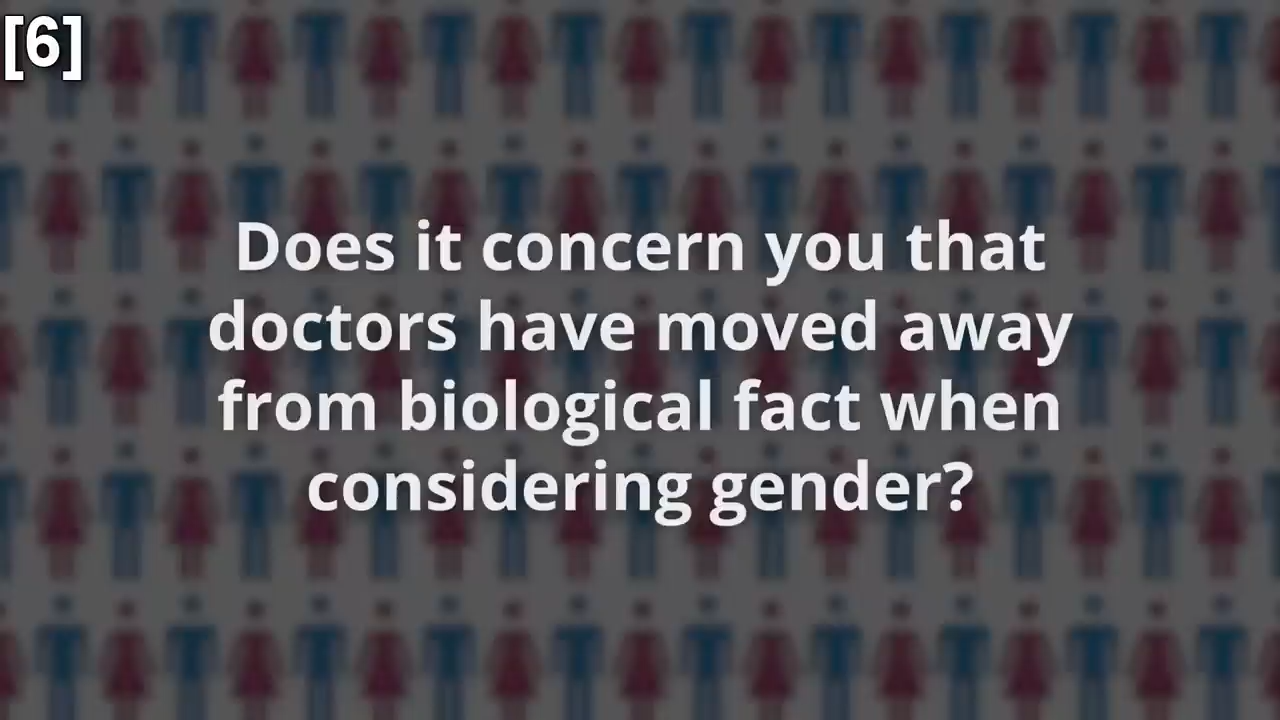 [6]
Does it concern you that
doctors have moved away
from biological fact when
considering gender?